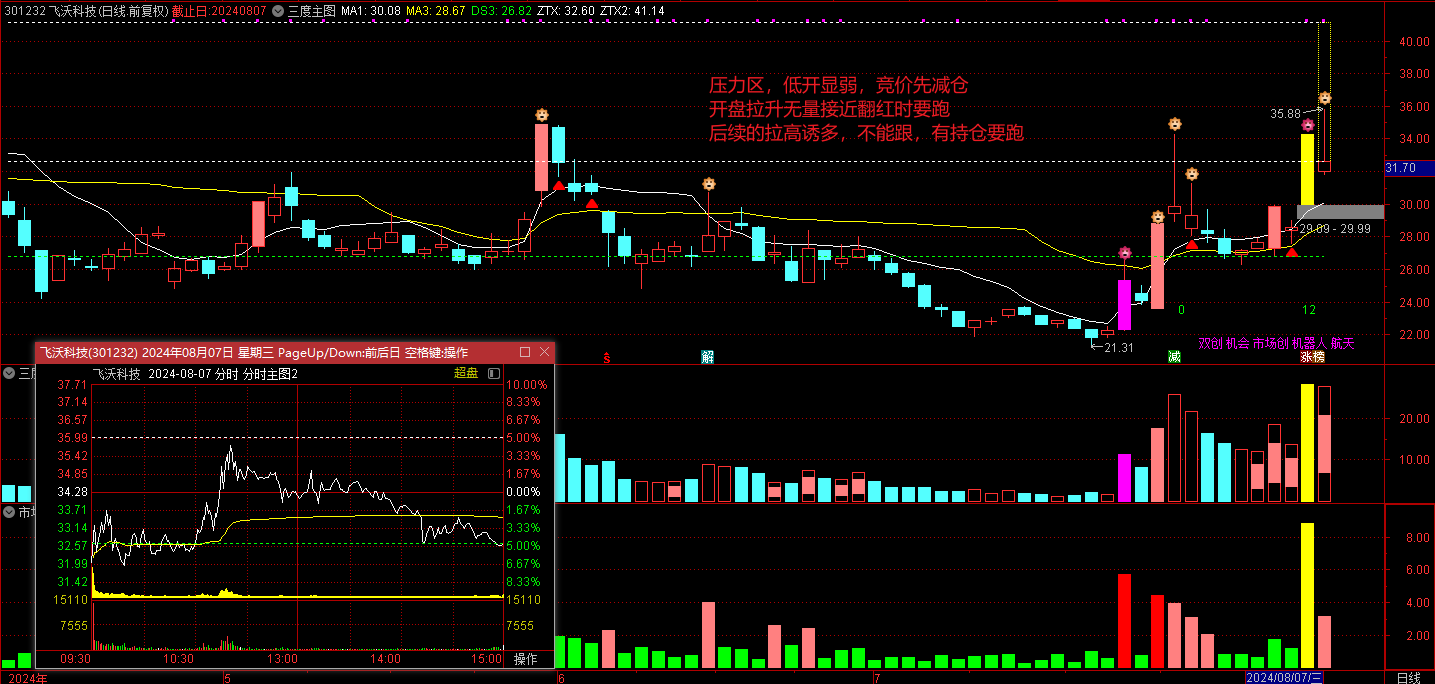 301232 飞沃科技(日线.前复权) 截止日:20240807 三度主图 MA1: 30.08 MA3: 28.67 DS3: 26.82 ZTX: 32.60 ZTX2: 41.14
40.00
38.00
36.00
34.00
31.70
30.00
28.00
26.00
24.00
22.00
压力区，低开显弱，竞价先减仓
开盘拉升无量接近翻红时要跑
后续的拉高诱多，不能跟，有持仓要跑
35.88
29.99
0
12
21.31
双创 机会 市场创 机器人 航天
解
减
涨榜
飞沃科技(301232) 2024年08月07日 星期三 PageUp/Down:前后日 空格键:操作
飞沃科技 2024-08-07 分时 分时主图2
超盘
37.71 10.00%
37.14 8.33%
36.57 6.67%
35.99 5.00%
35.42 3.33%
34.85 1.67%
34.28 0.00%
33.71 1.67%
33.14 3.33%
32.57 5.00%
31.99 6.67%
31.42 8.33%
15110 15110
7555 7555
09:30 10:30 13:00 14:00 15:00 操作
三
市
20.00
10.00
8.00
6.00
4.00
2.00
2024年 5 6 7 2024/08/07/三 日线